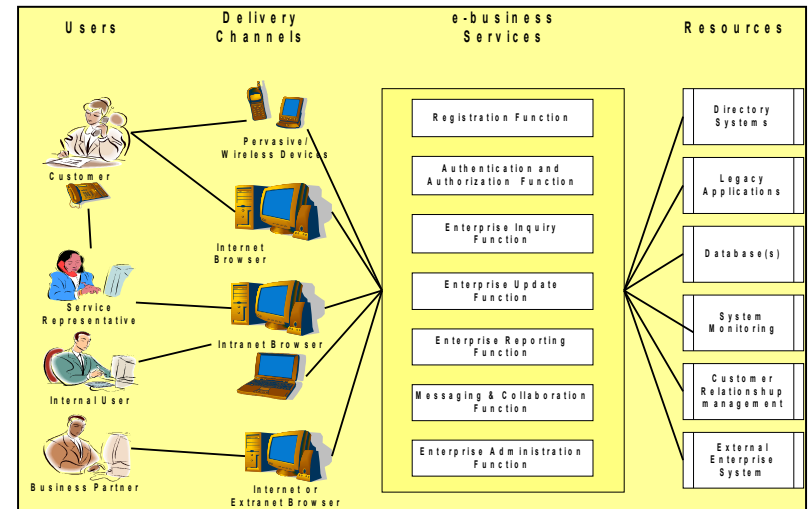 Users
Delivery
Channels
e-business
Services
Resources
Customer
Service
Representative
Internal User
Business Partner
Pervasive/
Wireless Devices
Internet
Browser
Intranet Browser
Internet or
Extranet Browser
Registration Function
Authentication and
Authorization Function
Enterprise Inquiry
Function
Enterprise Update
Function
Enterprise Reporting
Function
Messaging & Collaboration
Function
Enterprise Administration
Function
Directory
Systems
Legacy
Applications
Database(s)
System
Monitoring
Customer
Relationshup
management
External
Enterprise
System